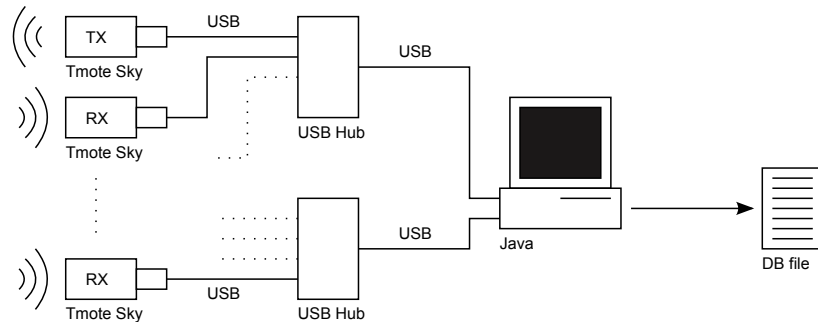 USB
TX
Tmote Sky
USB
RX
Tmote Sky
USB Hub
Java
DB file
USB
RX
USB
Tmote Sky
USB Hub